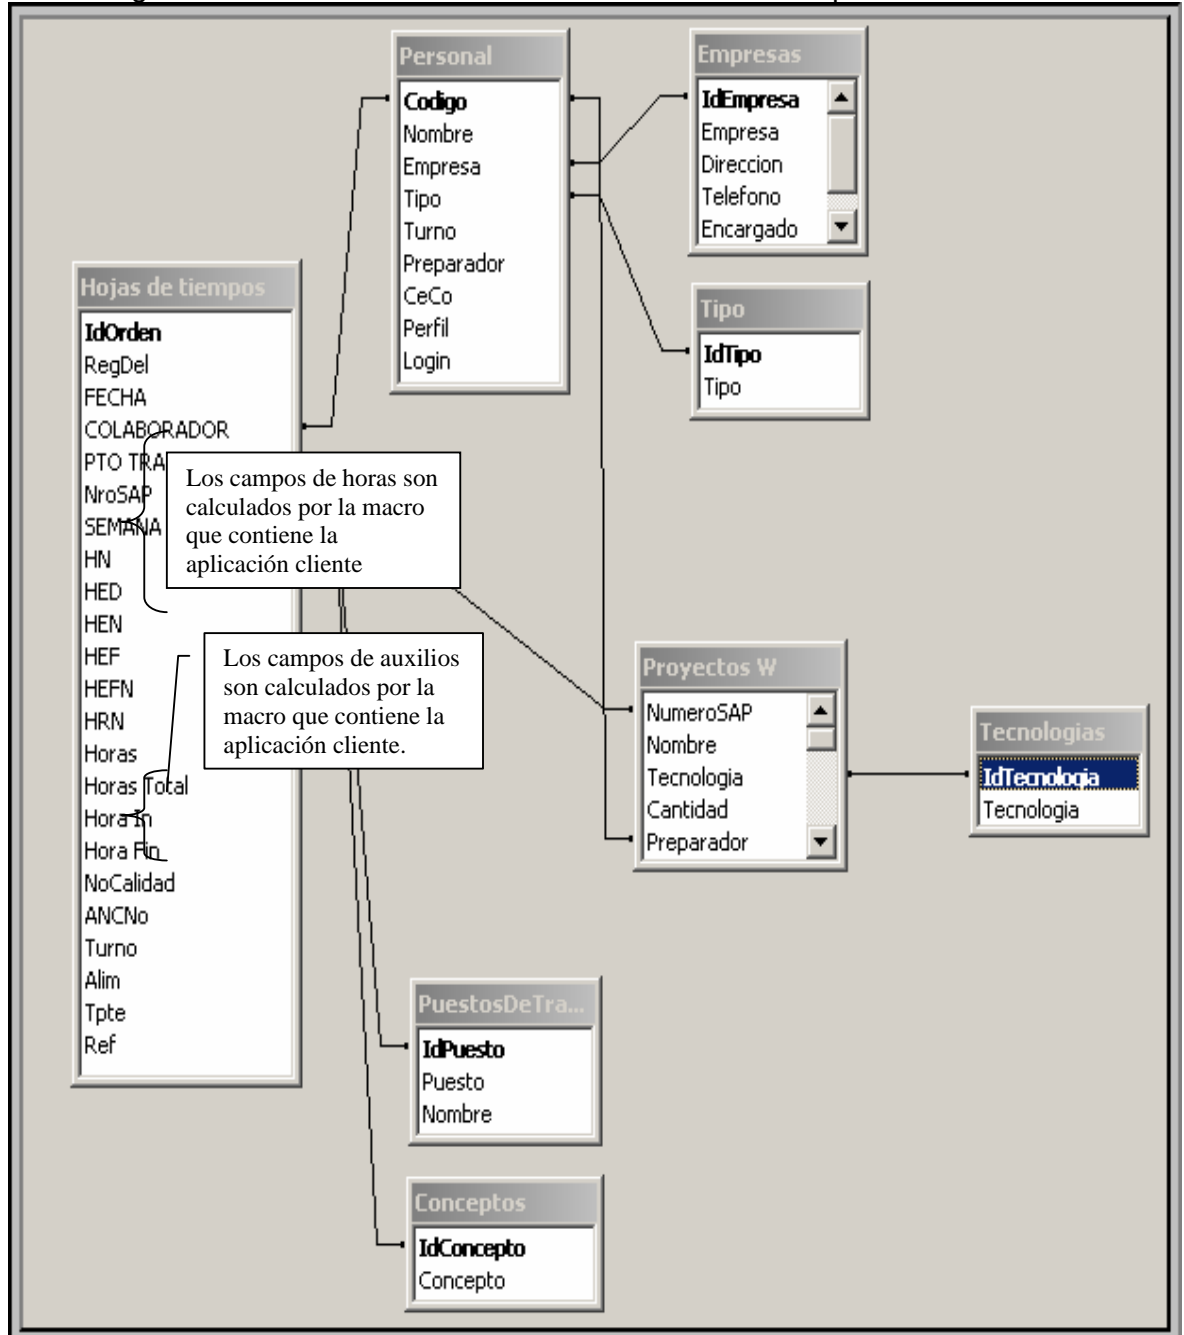 Personal
Codigo
Nombre
Empresa
Tipo
Turno
Preparador
CeCo
Perfil
Login
Empresas
IdEmpresa
Empresa
Direccion
Telefono
Encargado
Tipo
IdTipo
Tipo
Hojas de tiempos
IdOrden
RegDel
FECHA
COLABORADOR
PTO TRA
NroSAP
SEMANA
HN
HED
HEN
HEF
HEFN
HRN
Horas
Horas Total
Hora In
Hora Fin
NoCalidad
ANCNo
Turno
Alim
Tpte
Ref
Los campos de horas son
calculados por la macro
que contiene la
aplicación cliente
Los campos de auxilios
son calculados por la
macro que contiene la
aplicación cliente.
Proyectos W
NumeroSAP
Nombre
Tecnologia
Cantidad
Preparador
Tecnologias
IdTecnologia
Tecnologia
PuestosDeTra...
IdPuesto
Puesto
Nombre
Conceptos
IdConcepto
Concepto